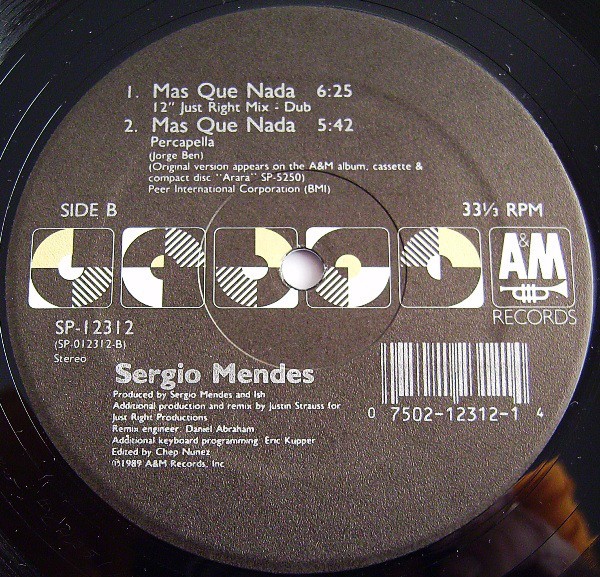 1. Mas Que Nada 6:25
12" Just Right Mix - Dub
2. Mas Que Nada 5:42
Percapella
(Jorge Ben)
(Original version appears on the A&M album, cassette &
compact disc "Arara" SP-5250)
Peer International Corporation (BMI)
SIDE B 33⅓ RPM
A&M
RECORDS
SP-12312
(SP-012312-B)
Stereo
Sergio Mendes
Produced by Sergio Mendes and Ish
Additional production and remix by Justin Strauss for
Just Right Productions
Remix engineer: Daniel Abraham
Additional keyboard programming: Eric Kupper
Edited by Chep Nunez
℗1989 A&M Records, Inc
0 7502-12312-1 4